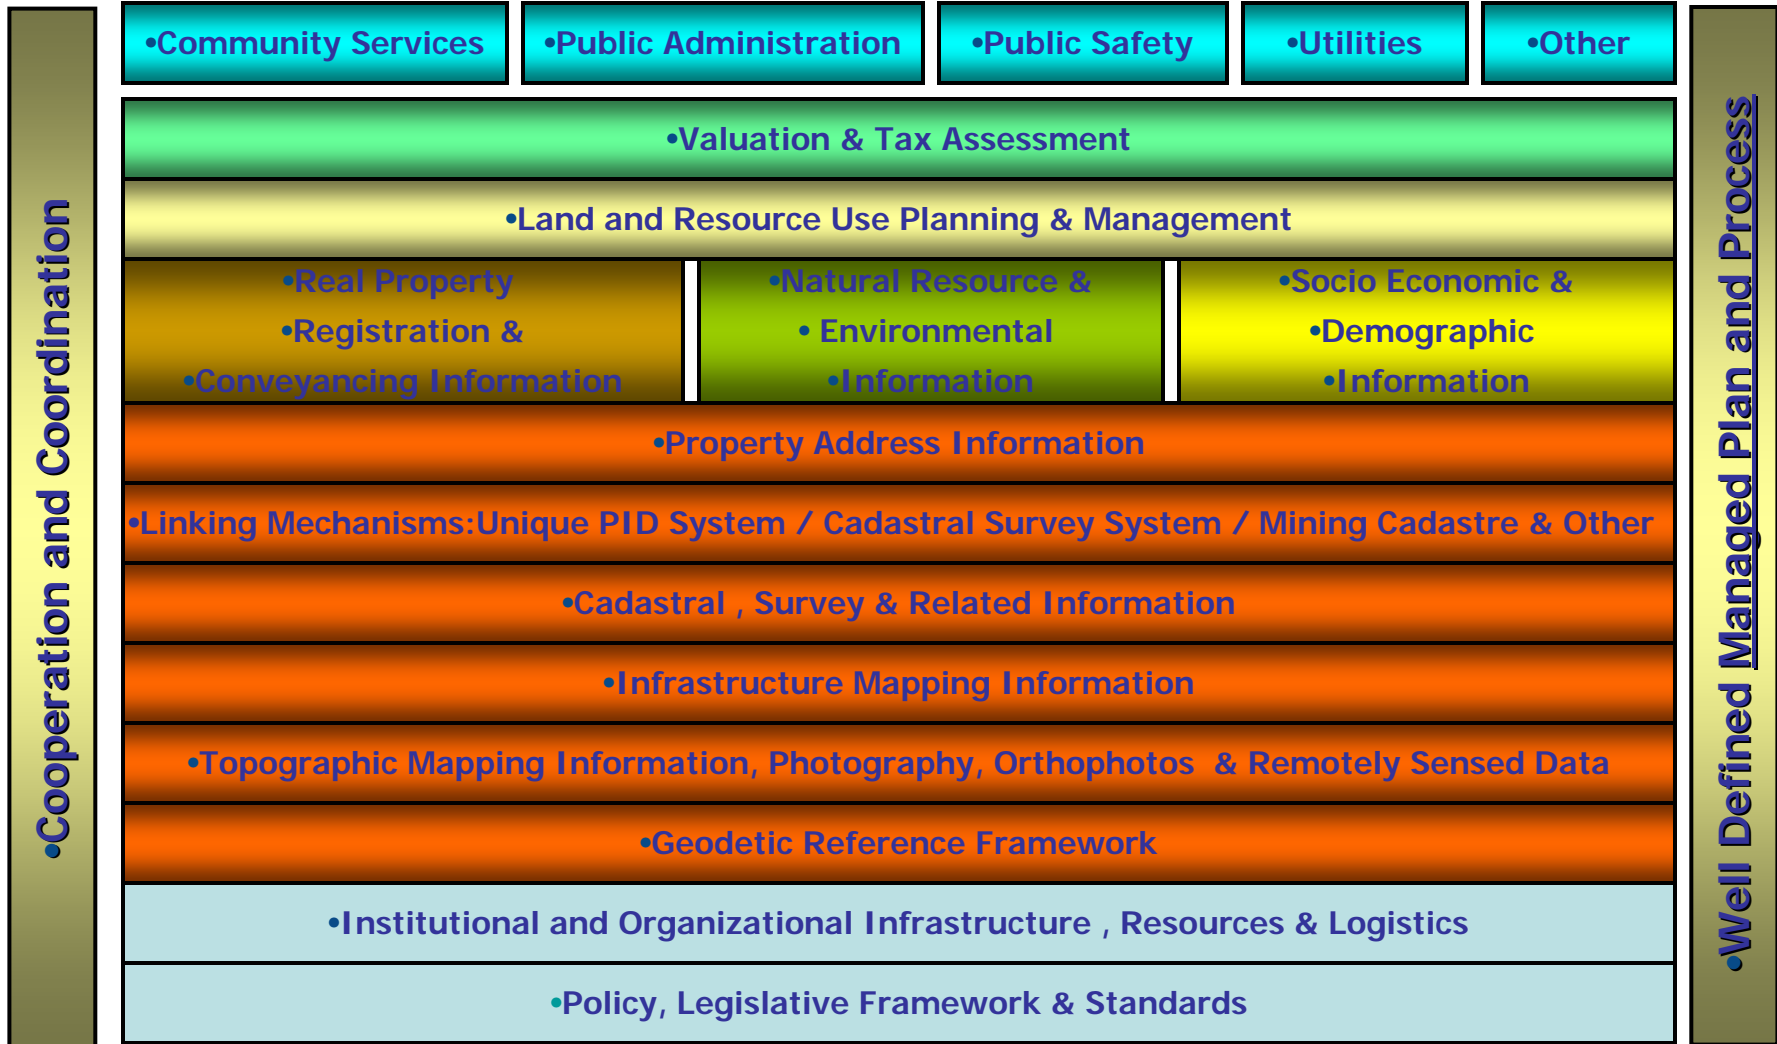 •Cooperation and Coordination
•Community Services
•Public Administration
•Public Safety
•Utilities
•Other
•Valuation & Tax Assessment
•Land and Resource Use Planning & Management
•Real Property
•Registration &
•Conveyancing Information
•Natural Resource &
• Environmental
•Information
•Socio Economic &
•Demographic
•Information
•Property Address Information
•Linking Mechanisms:Unique PID System / Cadastral Survey System / Mining Cadastre & Other
•Cadastral , Survey & Related Information
•Infrastructure Mapping Information
•Topographic Mapping Information, Photography, Orthophotos & Remotely Sensed Data
•Geodetic Reference Framework
•Institutional and Organizational Infrastructure , Resources & Logistics
•Policy, Legislative Framework & Standards
•Well Defined Managed Plan and Process